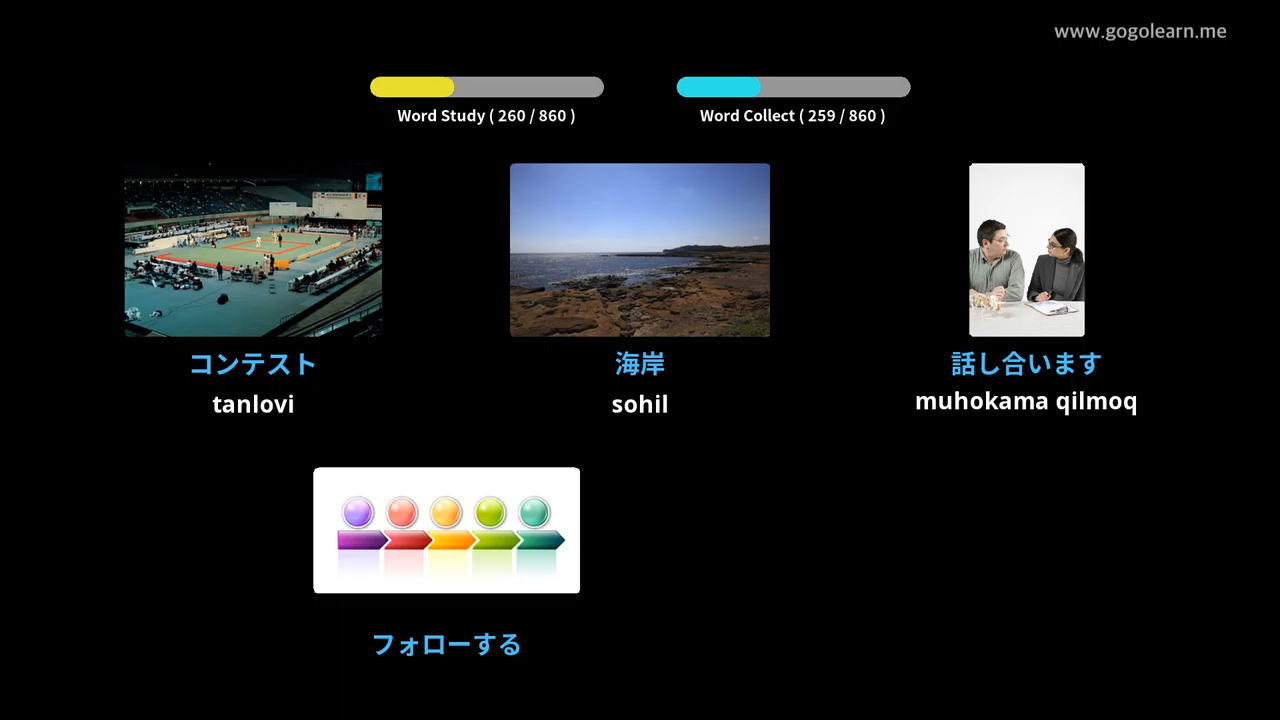 www.gogolearn.me
Word Study ( 260 / 860 )
Word Collect ( 259 / 860 )
コンテスト
tanlovi
海岸
sohil
話し合います
muhokama qilmoq
フォローする